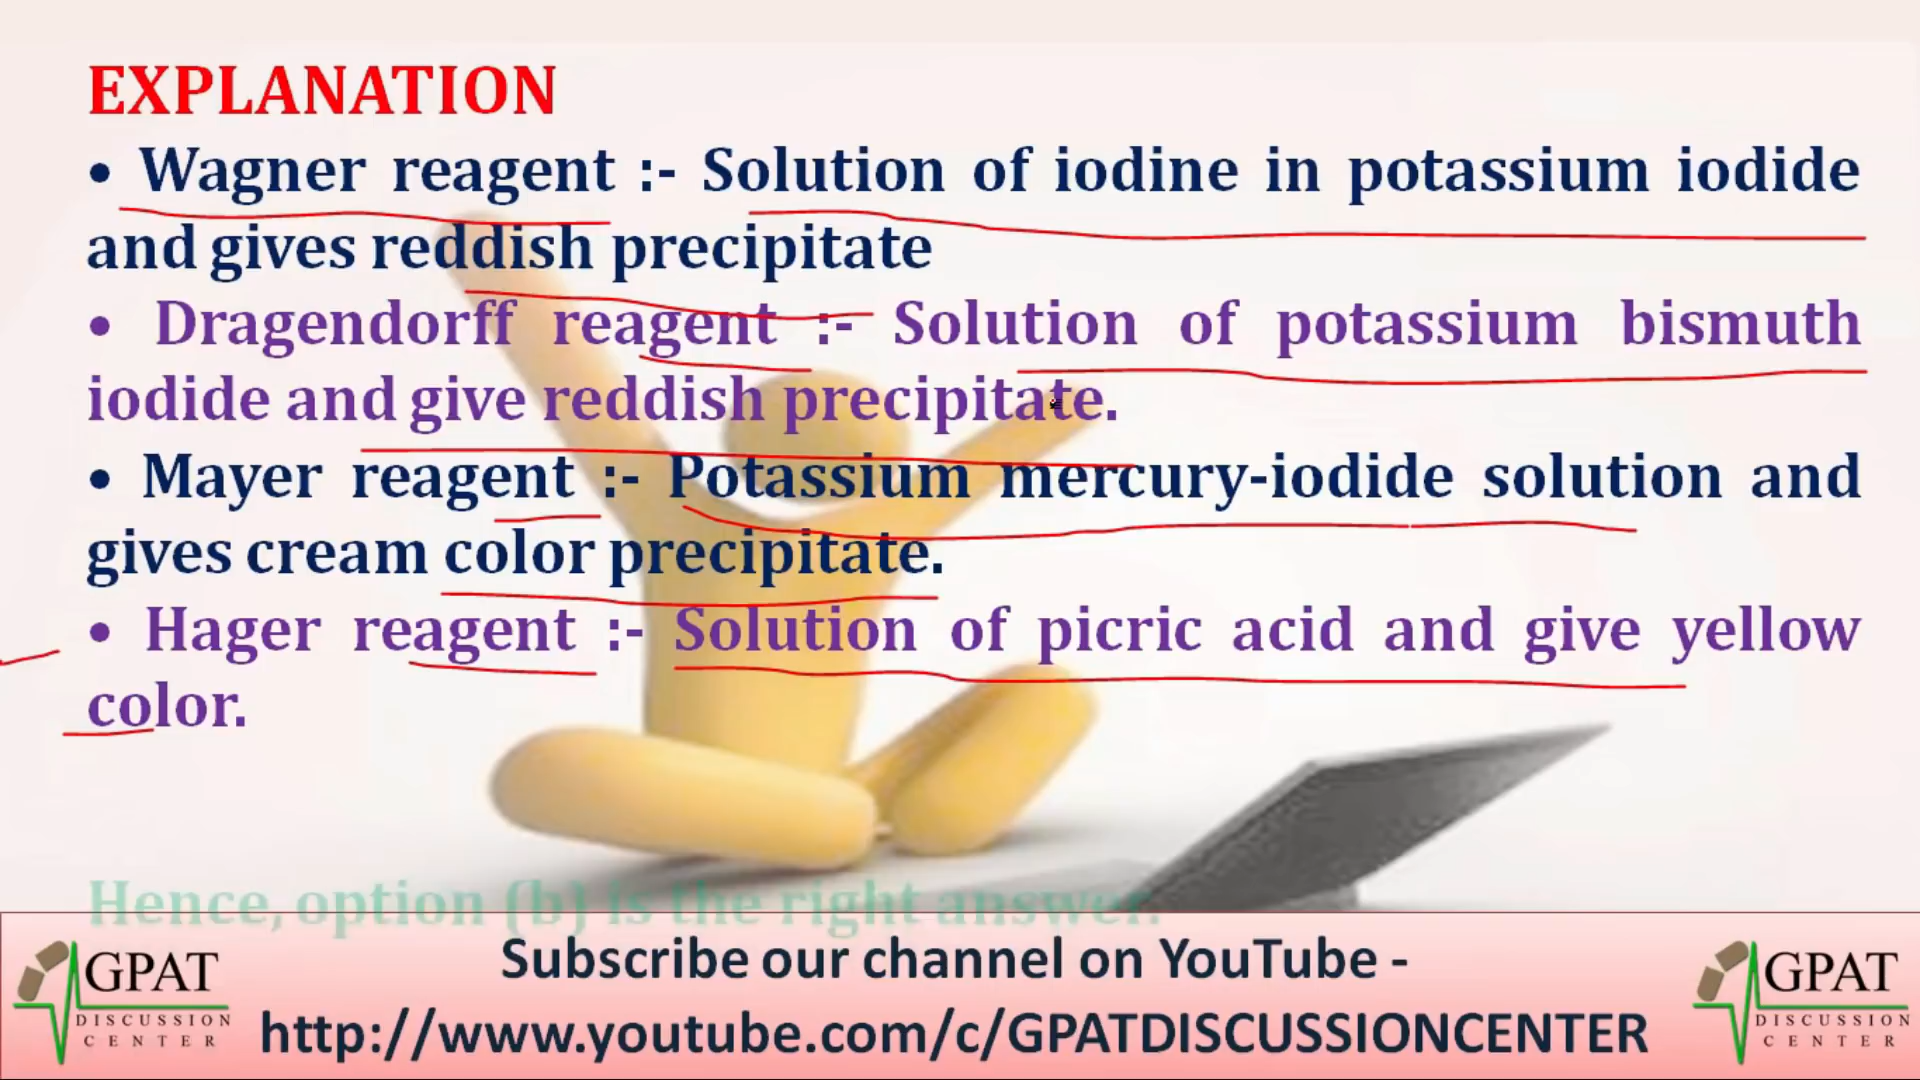 EXPLANATION
• Wagner reagent :- Solution of iodine in potassium iodide
and gives reddish precipitate
• Dragendorff reagent :- Solution of potassium bismuth
iodide and give reddish precipitate.
• Mayer reagent :- Potassium mercury-iodide solution and
gives cream color precipitate.
• Hager reagent :- Solution of picric acid and give yellow
color.
Hence, option (b) is the right answer.
GPAT
DISCUSSION
CENTER
Subscribe our channel on YouTube -
http://www.youtube.com/c/GPATDISCUSSIONCENTER
GPAT
DISCUSSION
CENTER